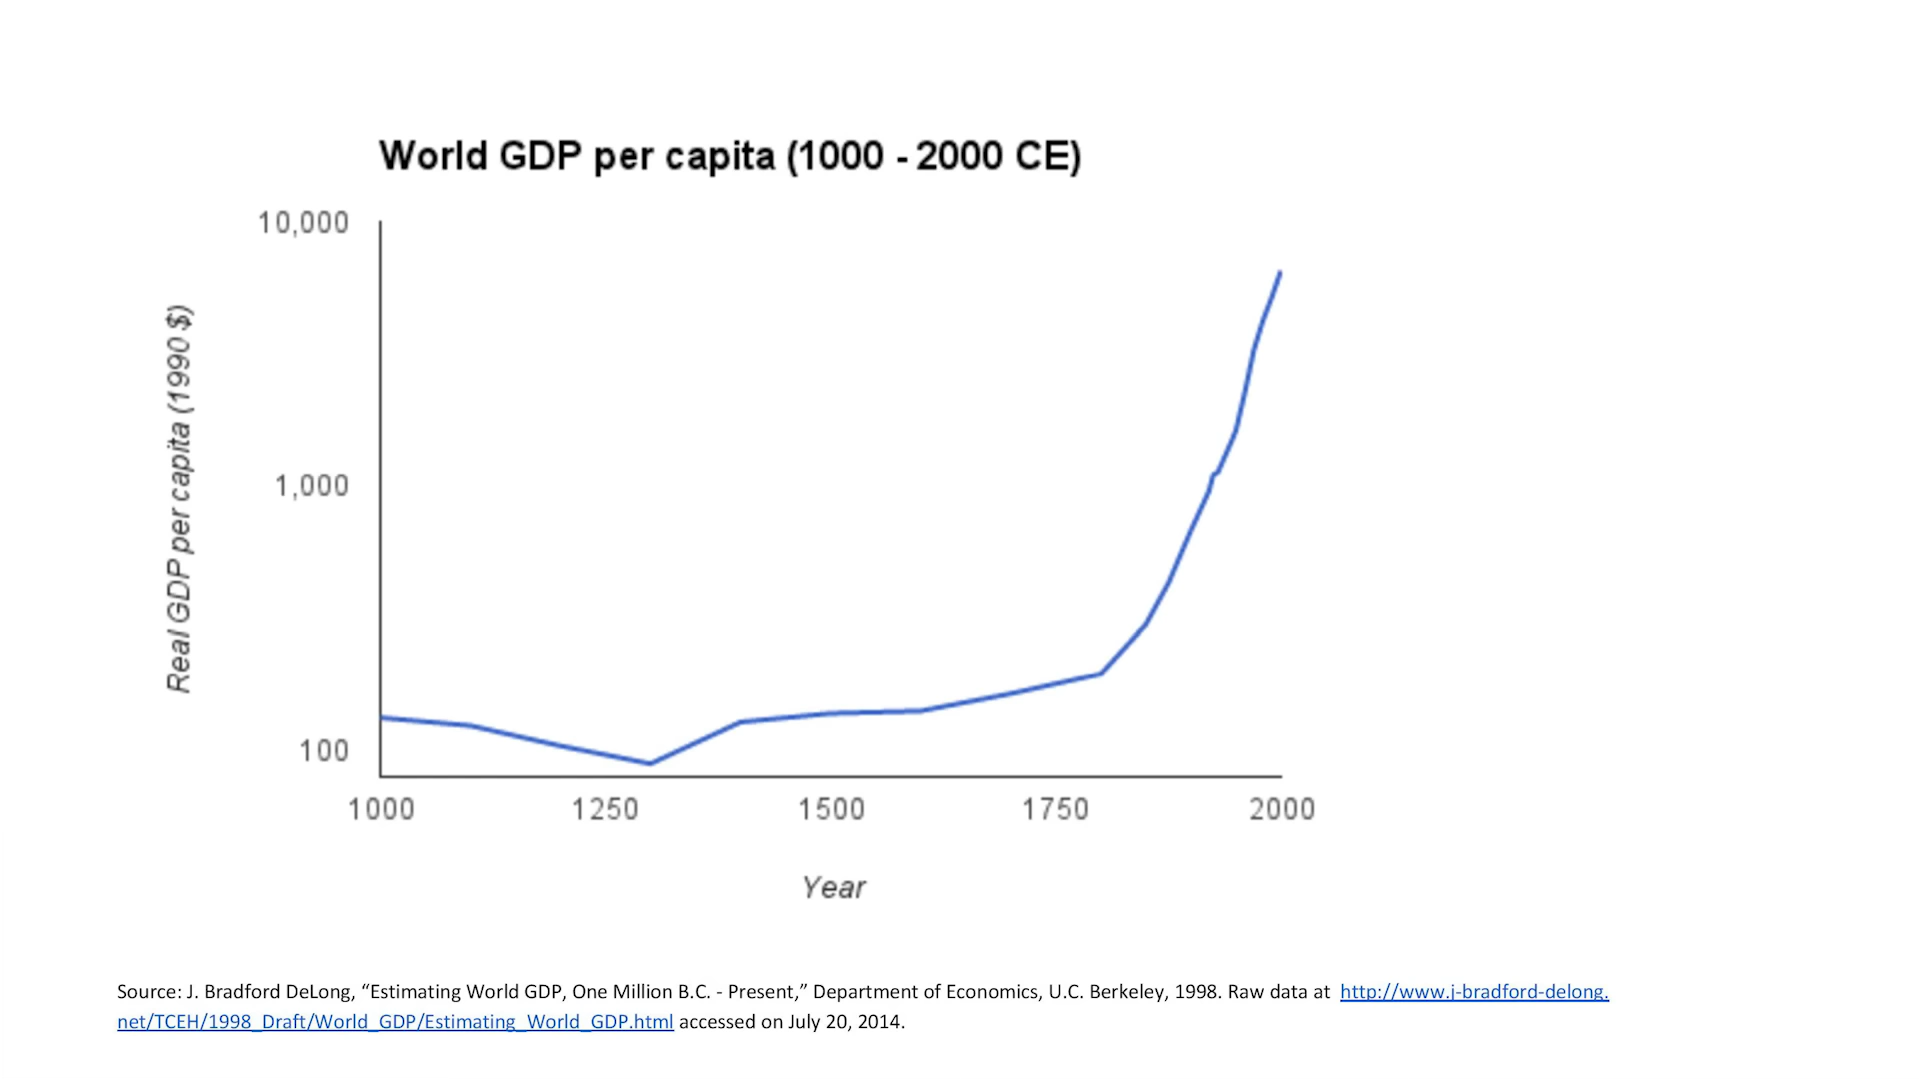 World GDP per capita (1000 - 2000 CE)
10,000
1,000
100
Real GDP per capita (1990 $)
1000 1250 1500 1750 2000
Year
Source: J. Bradford DeLong, “Estimating World GDP, One Million B.C. - Present,” Department of Economics, U.C. Berkeley, 1998. Raw data at http://www.j-bradford-delong.
net/TCEH/1998_Draft/World_GDP/Estimating_World_GDP.html accessed on July 20, 2014.